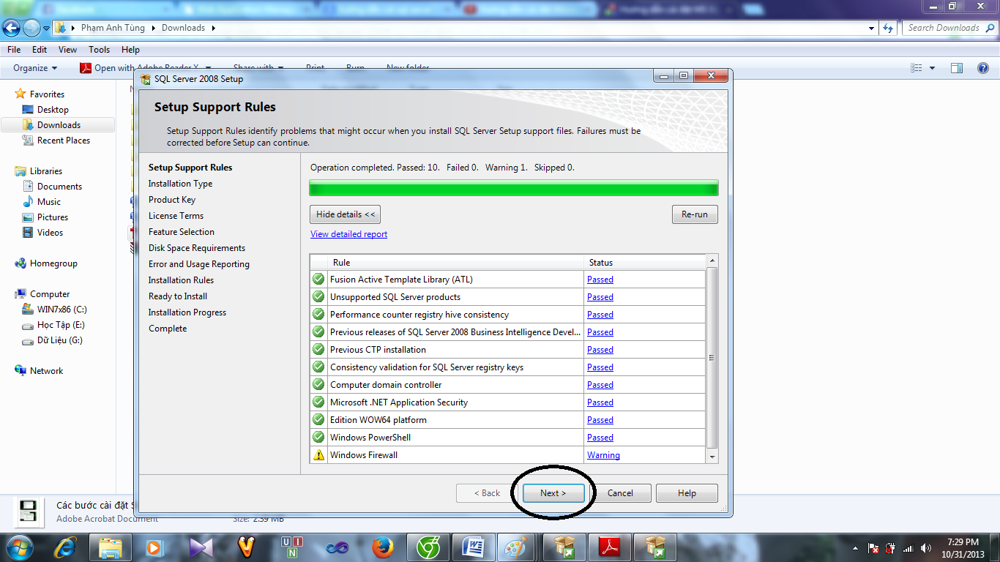 Phạm Anh Tùng
Downloads
Search Downloads
File Edit View Tools Help
Organize
Open with Adobe Reader X
Share with
Print
Burn
New folder
SQL Server 2008 Setup
Setup Support Rules
Setup Support Rules identify problems that might occur when you install SQL Server Setup support files. Failures must be
corrected before Setup can continue.
Favorites
Desktop
Downloads
Recent Places
Libraries
Documents
Music
Pictures
Videos
Homegroup
Computer
WIN7x86 (C:)
Học Tập (E:)
Dữ Liệu (G:)
Network
Setup Support Rules
Installation Type
Product Key
License Terms
Feature Selection
Disk Space Requirements
Error and Usage Reporting
Installation Rules
Ready to Install
Installation Progress
Complete
Operation completed. Passed: 10. Failed 0. Warning 1. Skipped 0.
Hide details <<
Re-run
View detailed report
Rule Status
Fusion Active Template Library (ATL) Passed
Unsupported SQL Server products Passed
Performance counter registry hive consistency Passed
Previous releases of SQL Server 2008 Business Intelligence Devel... Passed
Previous CTP installation Passed
Consistency validation for SQL Server registry keys Passed
Computer domain controller Passed
Microsoft .NET Application Security Passed
Edition WOW64 platform Passed
Windows PowerShell Passed
Windows Firewall Warning
< Back Next > Cancel Help
Các bước cài đặt S
Adobe Acrobat Document
Size: 2.39 MB
U I
N
7:29 PM
10/31/2013